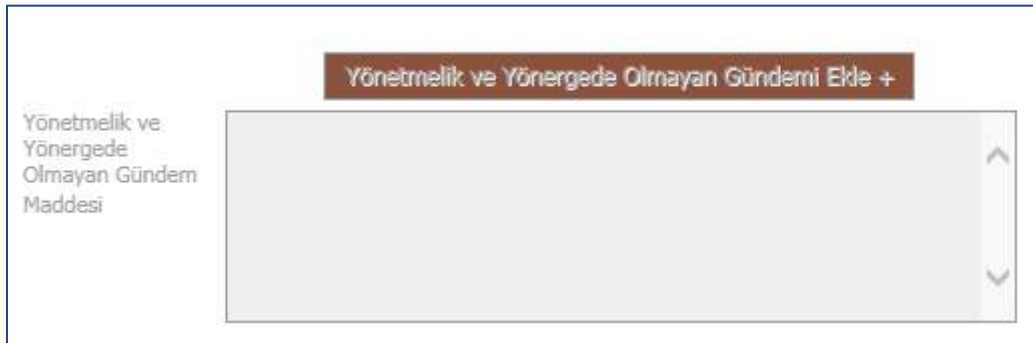 Yönetmelik ve Yönergede Olmayan Gündemi Ekle +
Yönetmelik ve
Yönergede
Olmayan Gündem
Maddesi